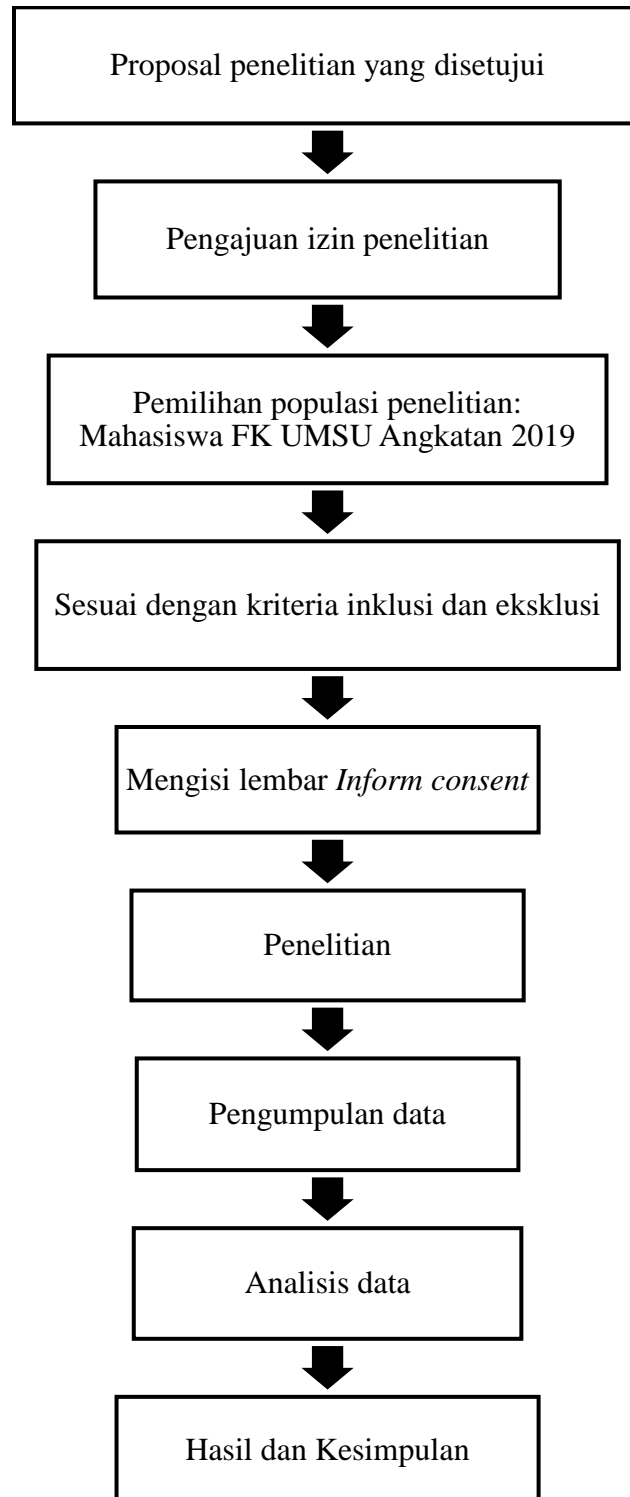 Proposal penelitian yang disetujui
Pengajuan izin penelitian
Pemilihan populasi penelitian:
Mahasiswa FK UMSU Angkatan 2019
Sesuai dengan kriteria inklusi dan eksklusi
Mengisi lembar Inform consent
Penelitian
Pengumpulan data
Analisis data
Hasil dan Kesimpulan